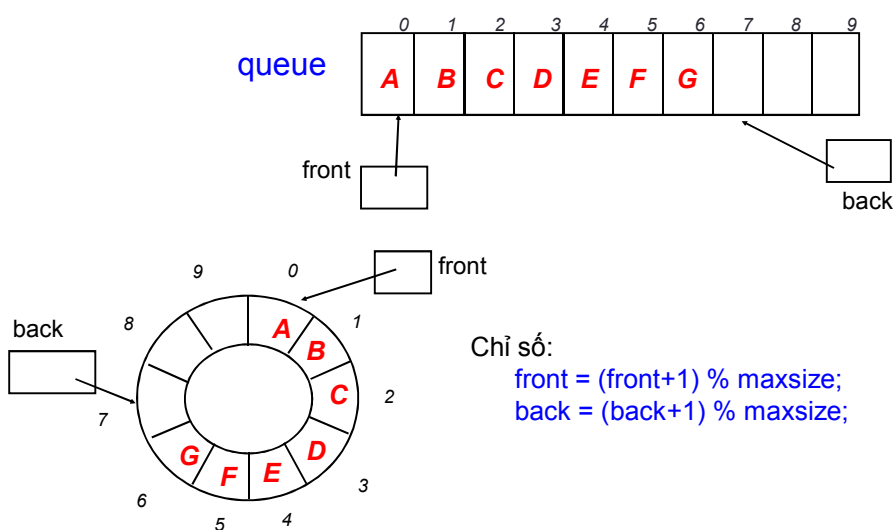 0 1 2 3 4 5 6 7 8 9
queue
A B C D E F G
front
back
9 0 front
back 8 A 1
B
C 2
7
G F E D
6 5 4 3
Chỉ số:
front = (front+1) % maxsize;
back = (back+1) % maxsize;